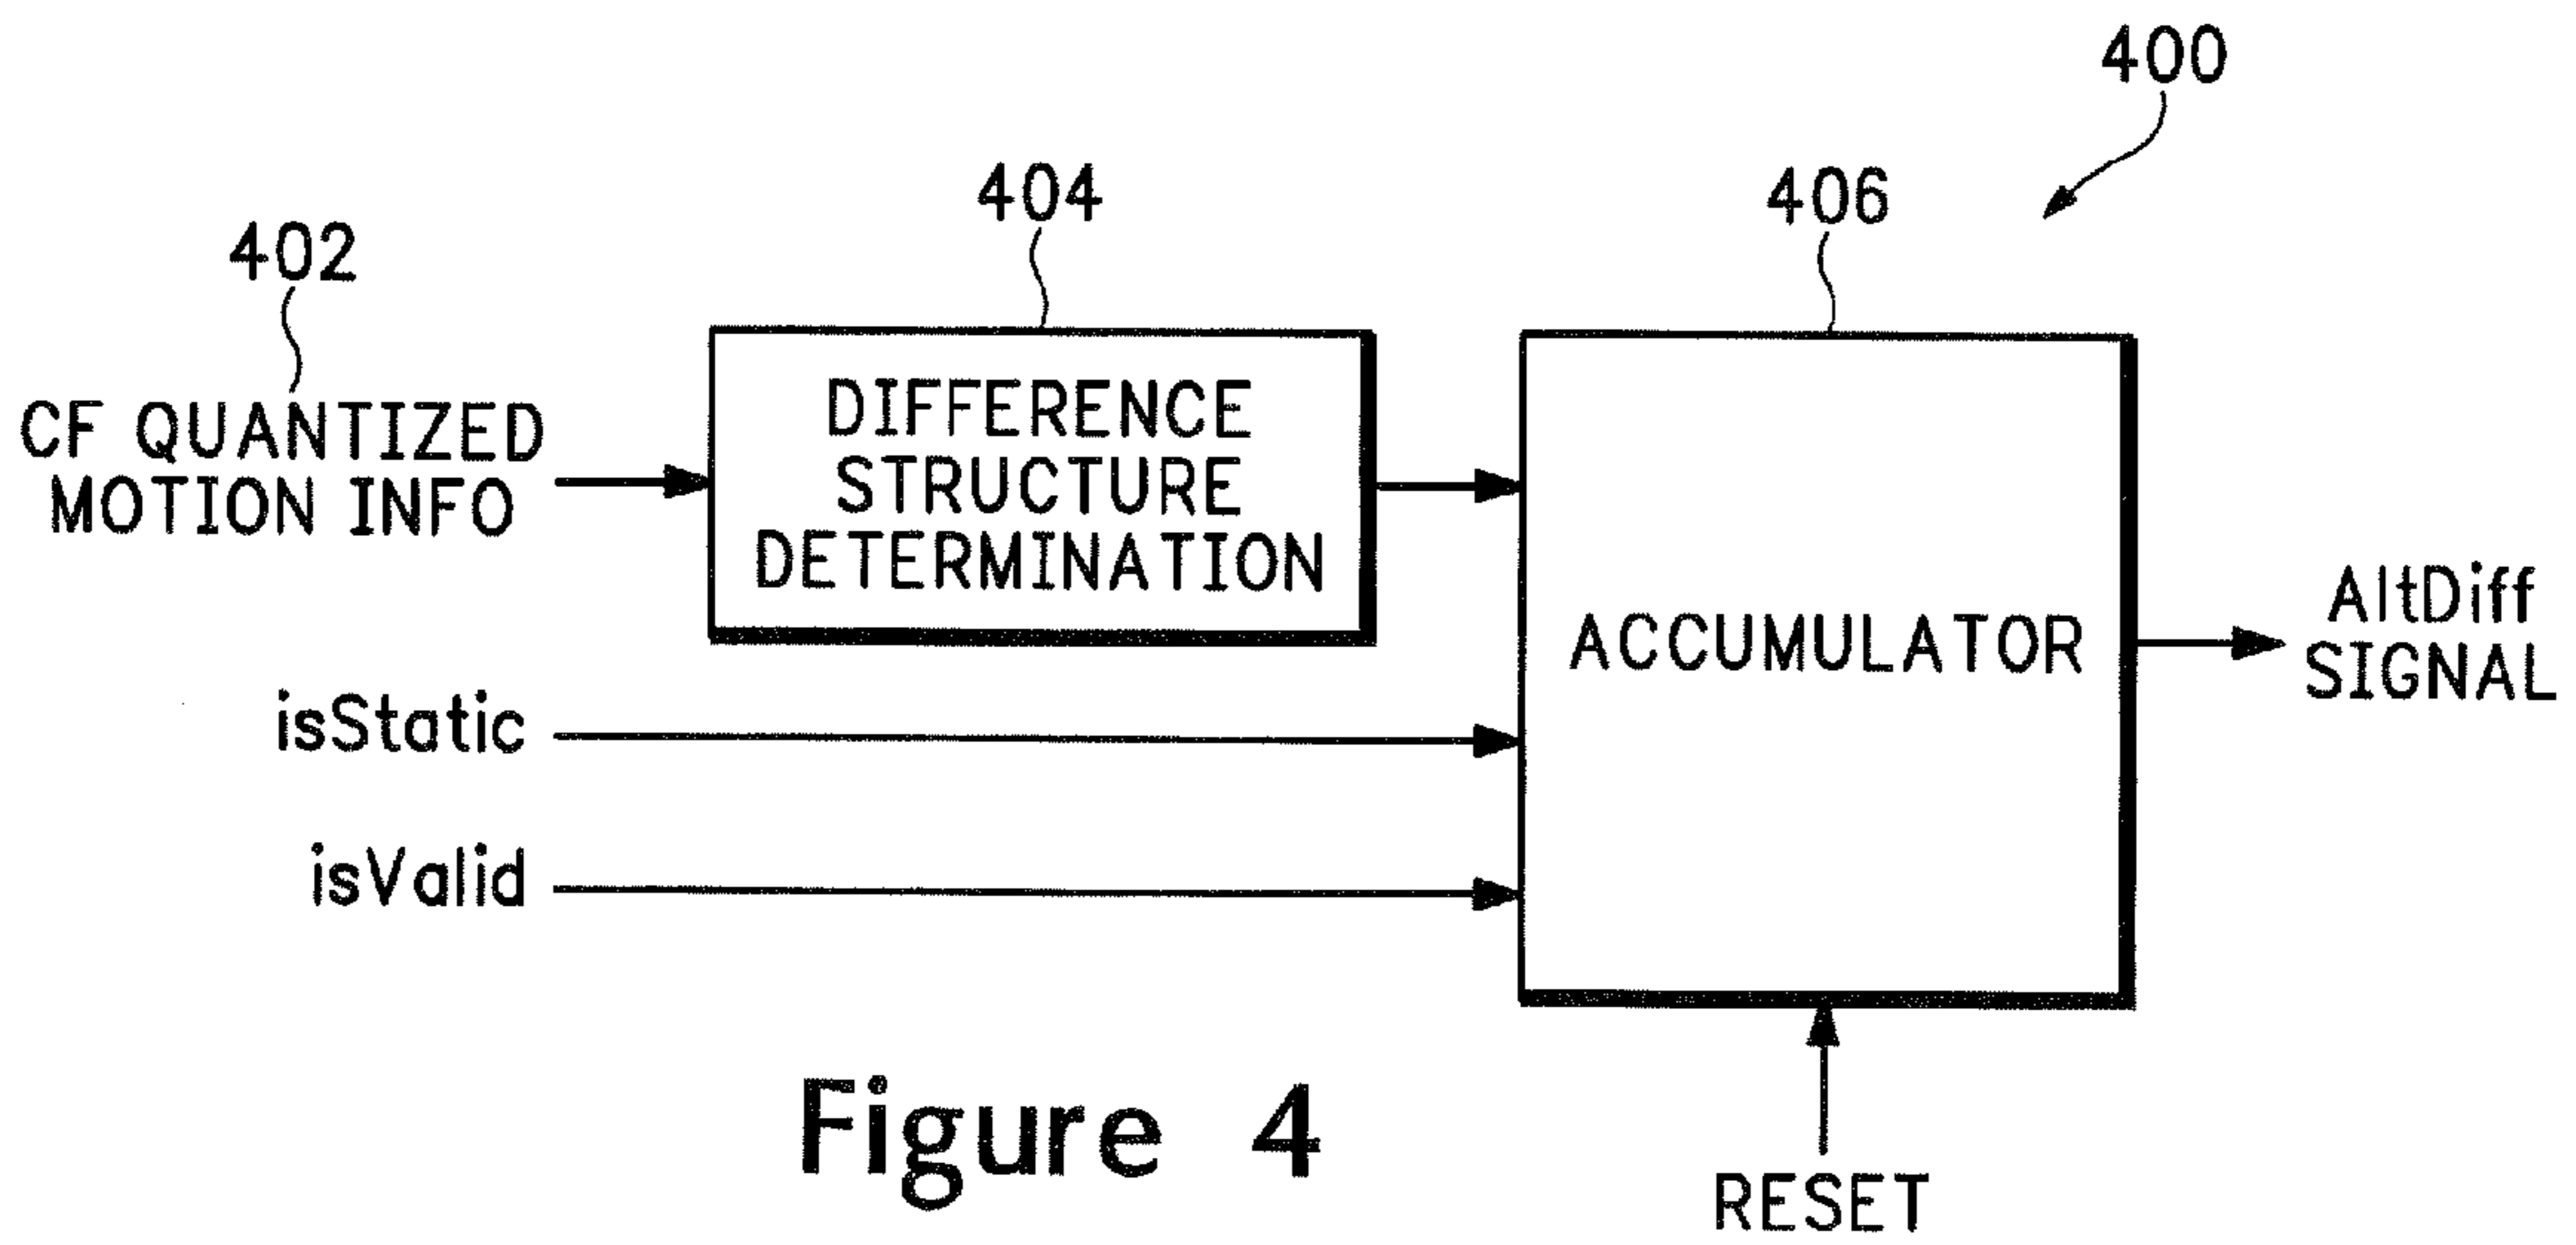 400
404
406
402
CF QUANTIZED
MOTION INFO
DIFFERENCE
STRUCTURE
DETERMINATION
ACCUMULATOR
AltDiff
SIGNAL
isStatic
isValid
RESET
Figure 4